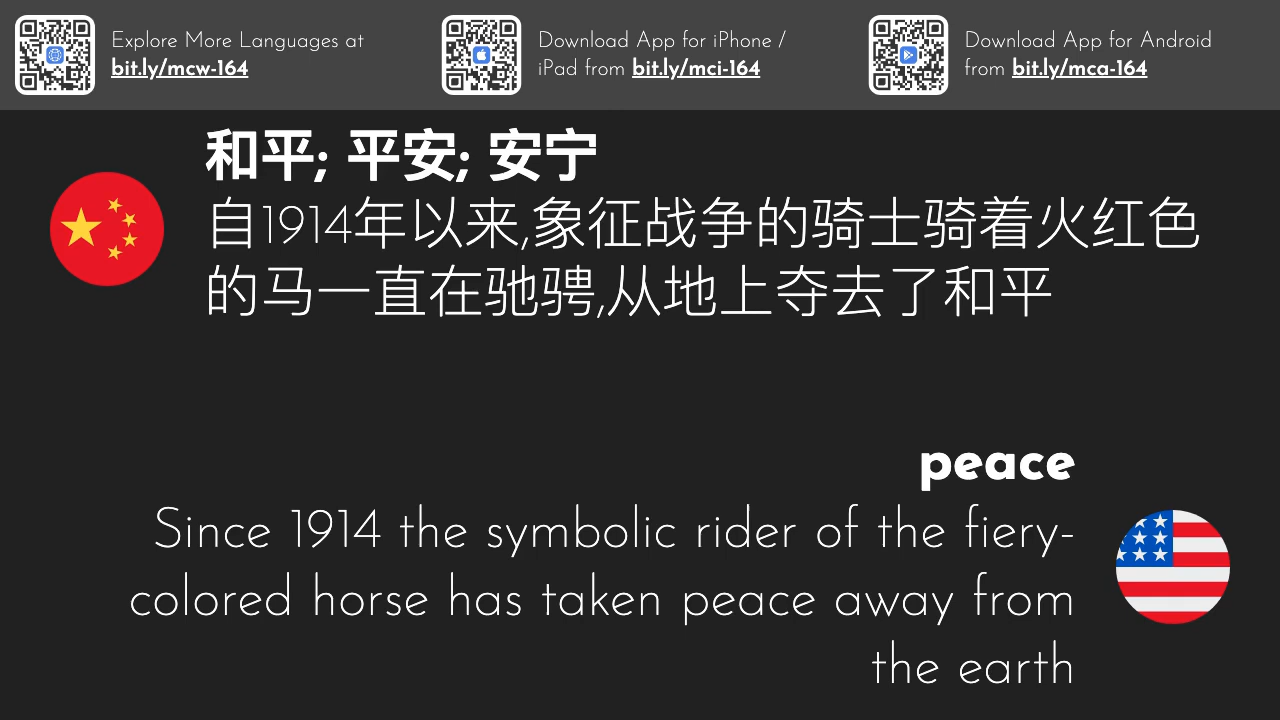 Explore More Languages at
bit.ly/mcw-164
Download App for iPhone /
iPad from bit.ly/mci-164
Download App for Android
from bit.ly/mca-164
和平; 平安; 安宁
自1914年以来,象征战争的骑士骑着火红色
的马一直在驰骋,从地上夺去了和平
peace
Since 1914 the symbolic rider of the fiery-
colored horse has taken peace away from
the earth